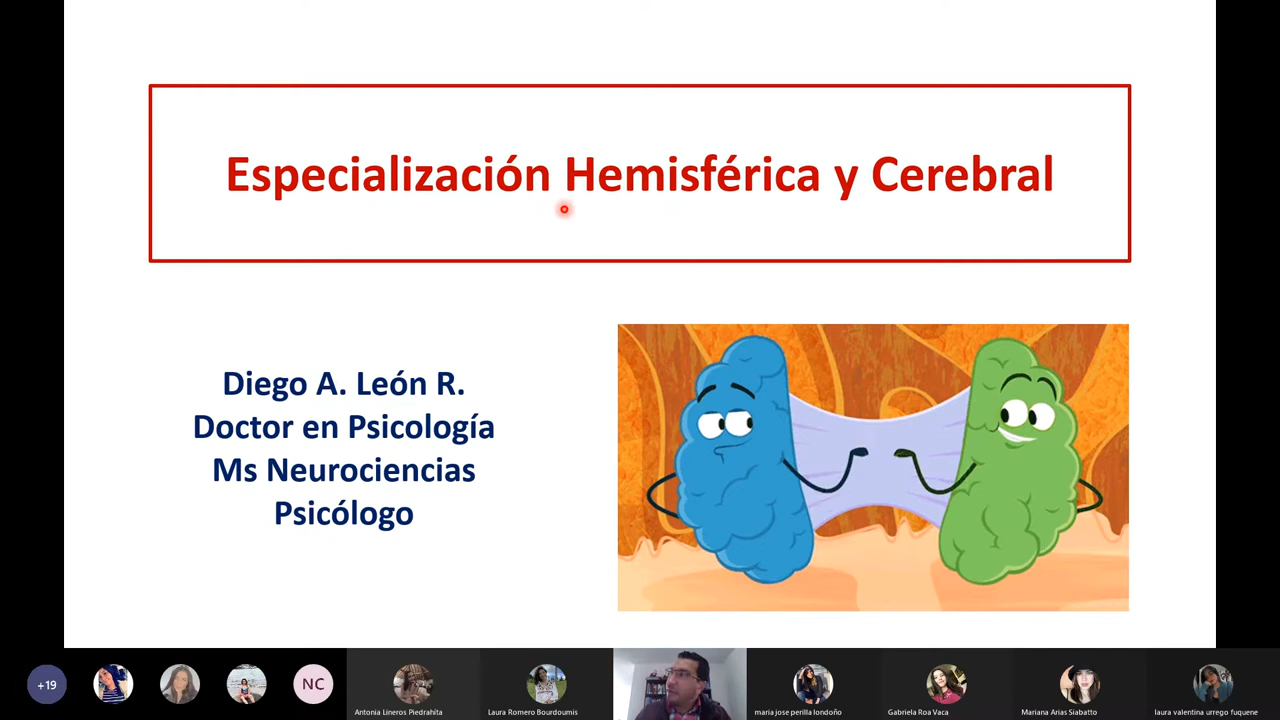 Especialización Hemisférica y Cerebral
Diego A. León R.
Doctor en Psicología
Ms Neurociencias
Psicólogo
+19
NC
Antonia Lineros Piedrahíta
Laura Romero Bourdoumis
maria jose perilla londoño
Gabriela Roa Vaca
Mariana Arias Siabatto
laura valentina urrego fuquene